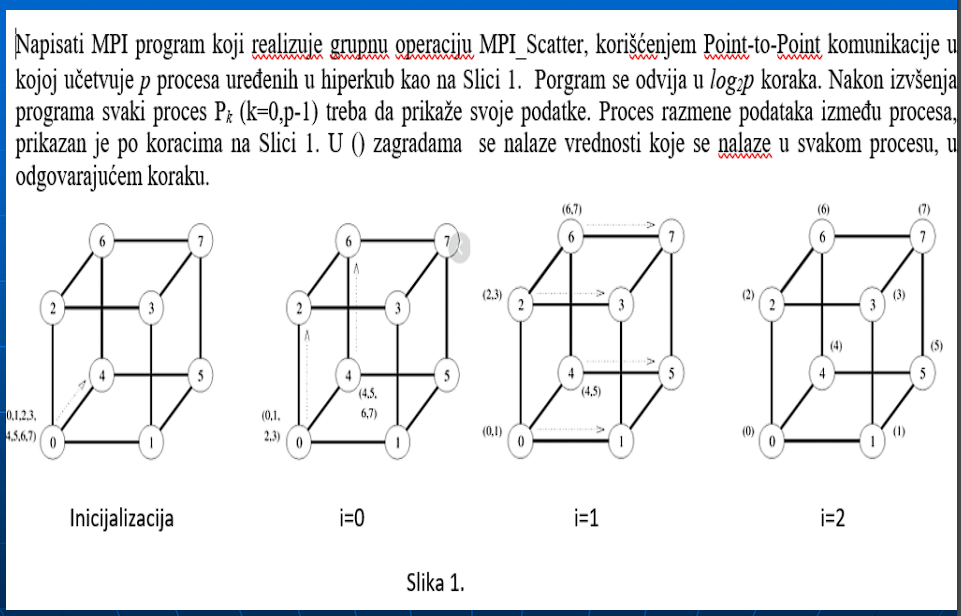 Napisati MPI program koji realizuje grupnu operaciju MPI_Scatter, korišćenjem Point-to-Point komunikacije u
kojoj učetvuje p procesa uređenih u hiperkub kao na Slici 1. Porgram se odvija u log2p koraka. Nakon izvšenja
programa svaki proces Pk (k=0,p-1) treba da prikaže svoje podatke. Proces razmene podataka između procesa,
prikazan je po koracima na Slici 1. U () zagradama se nalaze vrednosti koje se nalaze u svakom procesu, u
odgovarajućem koraku.
6 7
2 3
4 5
0,1,2,3,
4,5,6,7) 0 1
Inicijalizacija
6 7
2 3
4 5
(4,5,
6,7)
(0,1,
2,3) 0 1
i=0
(6,7)
6 7
(2,3) 2 3
4 5
(4,5)
(0,1) 0 1
i=1
(6) (7)
6 7
(2) 2 3 (3)
(4) (5)
4 5
(0) 0 1 (1)
i=2
Slika 1.